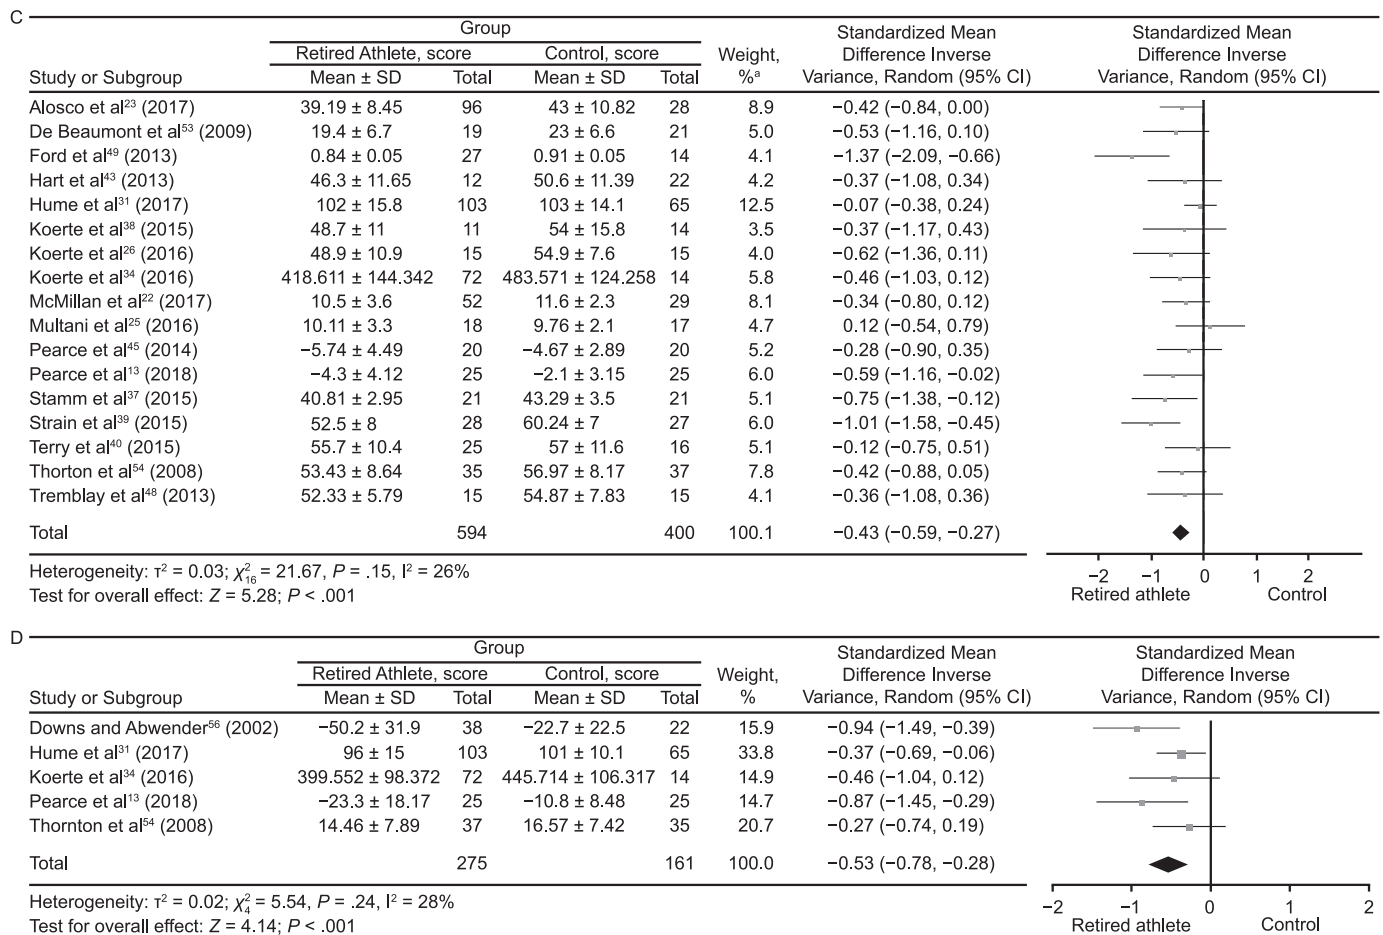 C
Group
Retired Athlete, score Control, score Weight, Standardized Mean Difference Inverse Standardized Mean Difference Inverse
Study or Subgroup Mean ± SD Total Mean ± SD Total %ᵃ Variance, Random (95% CI) Variance, Random (95% CI)
Alosco et al²³ (2017) 39.19 ± 8.45 96 43 ± 10.82 28 8.9 −0.42 (−0.84, 0.00)
De Beaumont et al⁵³ (2009) 19.4 ± 6.7 19 23 ± 6.6 21 5.0 −0.53 (−1.16, 0.10)
Ford et al⁴⁹ (2013) 0.84 ± 0.05 27 0.91 ± 0.05 14 4.1 −1.37 (−2.09, −0.66)
Hart et al⁴³ (2013) 46.3 ± 11.65 12 50.6 ± 11.39 22 4.2 −0.37 (−1.08, 0.34)
Hume et al³¹ (2017) 102 ± 15.8 103 103 ± 14.1 65 12.5 −0.07 (−0.38, 0.24)
Koerte et al³⁸ (2015) 48.7 ± 11 11 54 ± 15.8 14 3.5 −0.37 (−1.17, 0.43)
Koerte et al²⁶ (2016) 48.9 ± 10.9 15 54.9 ± 7.6 15 4.0 −0.62 (−1.36, 0.11)
Koerte et al³⁴ (2016) 418.611 ± 144.342 72 483.571 ± 124.258 14 5.8 −0.46 (−1.03, 0.12)
McMillan et al²² (2017) 10.5 ± 3.6 52 11.6 ± 2.3 29 8.1 −0.34 (−0.80, 0.12)
Multani et al²⁵ (2016) 10.11 ± 3.3 18 9.76 ± 2.1 17 4.7 0.12 (−0.54, 0.79)
Pearce et al⁴⁵ (2014) −5.74 ± 4.49 20 −4.67 ± 2.89 20 5.2 −0.28 (−0.90, 0.35)
Pearce et al¹³ (2018) −4.3 ± 4.12 25 −2.1 ± 3.15 25 6.0 −0.59 (−1.16, −0.02)
Stamm et al³⁷ (2015) 40.81 ± 2.95 21 43.29 ± 3.5 21 5.1 −0.75 (−1.38, −0.12)
Strain et al³⁹ (2015) 52.5 ± 8 28 60.24 ± 7 27 6.0 −1.01 (−1.58, −0.45)
Terry et al⁴⁰ (2015) 55.7 ± 10.4 25 57 ± 11.6 16 5.1 −0.12 (−0.75, 0.51)
Thorton et al⁵⁴ (2008) 53.43 ± 8.64 35 56.97 ± 8.17 37 7.8 −0.42 (−0.88, 0.05)
Tremblay et al⁴⁸ (2013) 52.33 ± 5.79 15 54.87 ± 7.83 15 4.1 −0.36 (−1.08, 0.36)
Total 594 400 100.1 −0.43 (−0.59, −0.27)
Heterogeneity: τ² = 0.03; χ²₁₆ = 21.67, P = .15, I² = 26%
−2 −1 0 1 2
Test for overall effect: Z = 5.28; P < .001
Retired athlete Control
D
Group
Retired Athlete, score Control, score Weight, Standardized Mean Difference Inverse Standardized Mean Difference Inverse
Study or Subgroup Mean ± SD Total Mean ± SD Total % Variance, Random (95% CI) Variance, Random (95% CI)
Downs and Abwender⁵⁶ (2002) −50.2 ± 31.9 38 −22.7 ± 22.5 22 15.9 −0.94 (−1.49, −0.39)
Hume et al³¹ (2017) 96 ± 15 103 101 ± 10.1 65 33.8 −0.37 (−0.69, −0.06)
Koerte et al³⁴ (2016) 399.552 ± 98.372 72 445.714 ± 106.317 14 14.9 −0.46 (−1.04, 0.12)
Pearce et al¹³ (2018) −23.3 ± 18.17 25 −10.8 ± 8.48 25 14.7 −0.87 (−1.45, −0.29)
Thornton et al⁵⁴ (2008) 14.46 ± 7.89 37 16.57 ± 7.42 35 20.7 −0.27 (−0.74, 0.19)
Total 275 161 100.0 −0.53 (−0.78, −0.28)
Heterogeneity: τ² = 0.02; χ²₄ = 5.54, P = .24, I² = 28%
−2 −1 0 1 2
Test for overall effect: Z = 4.14; P < .001
Retired athlete Control